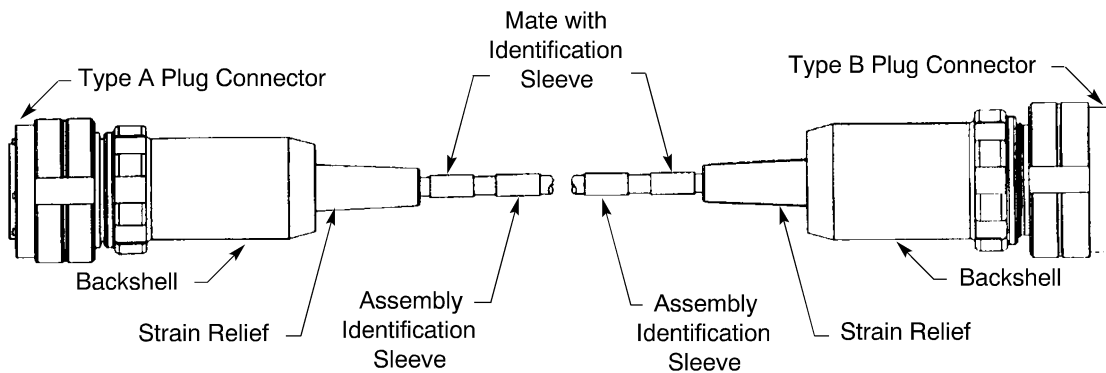 Mate with
Identification
Sleeve
Type A Plug Connector
Type B Plug Connector
Backshell
Strain Relief
Assembly
Identification
Sleeve
Assembly
Identification
Sleeve
Strain Relief
Backshell